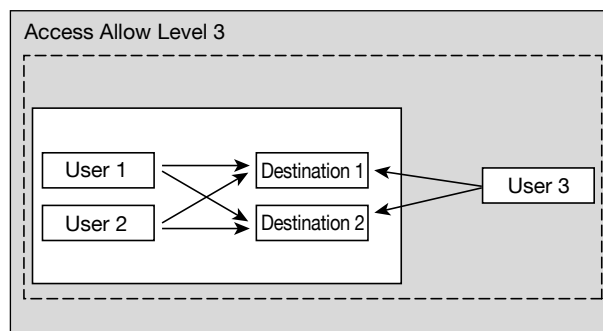 Access Allow Level 3
User 1
Destination 1
User 3
User 2
Destination 2